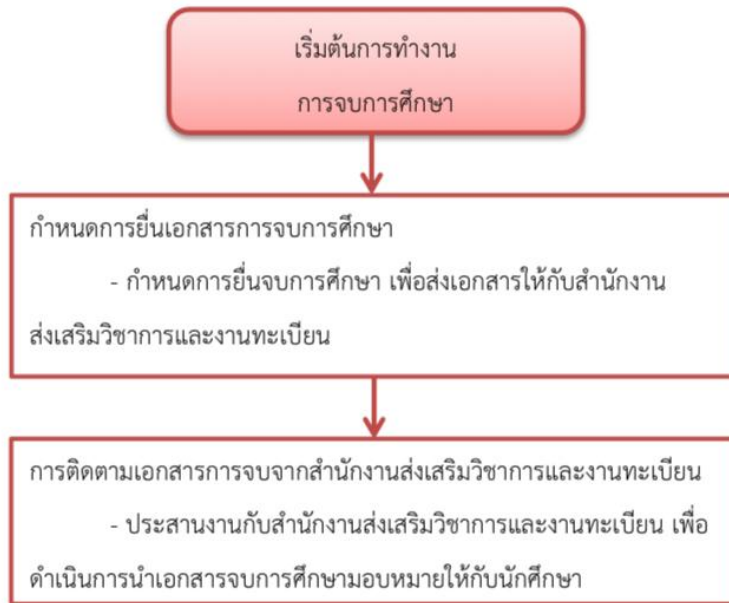 เริ่มต้นการทำงาน
การจบการศึกษา
กำหนดการยื่นเอกสารการจบการศึกษา
- กำหนดการยื่นจบการศึกษา เพื่อส่งเอกสารให้กับสำนักงาน
ส่งเสริมวิชาการและงานทะเบียน
การติดตามเอกสารการจบจากสำนักงานส่งเสริมวิชาการและงานทะเบียน
- ประสานงานกับสำนักงานส่งเสริมวิชาการและงานทะเบียน เพื่อ
ดำเนินการนำเอกสารจบการศึกษามอบหมายให้กับนักศึกษา